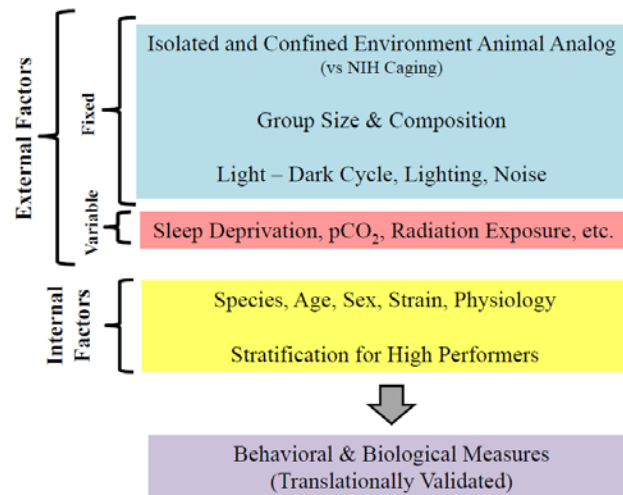 External Factors
Fixed
Isolated and Confined Environment Animal Analog
(vs NIH Caging)
Group Size & Composition
Light – Dark Cycle, Lighting, Noise
Variable
Sleep Deprivation, pCO₂, Radiation Exposure, etc.
Internal
Factors
Species, Age, Sex, Strain, Physiology
Stratification for High Performers
Behavioral & Biological Measures
(Translationally Validated)